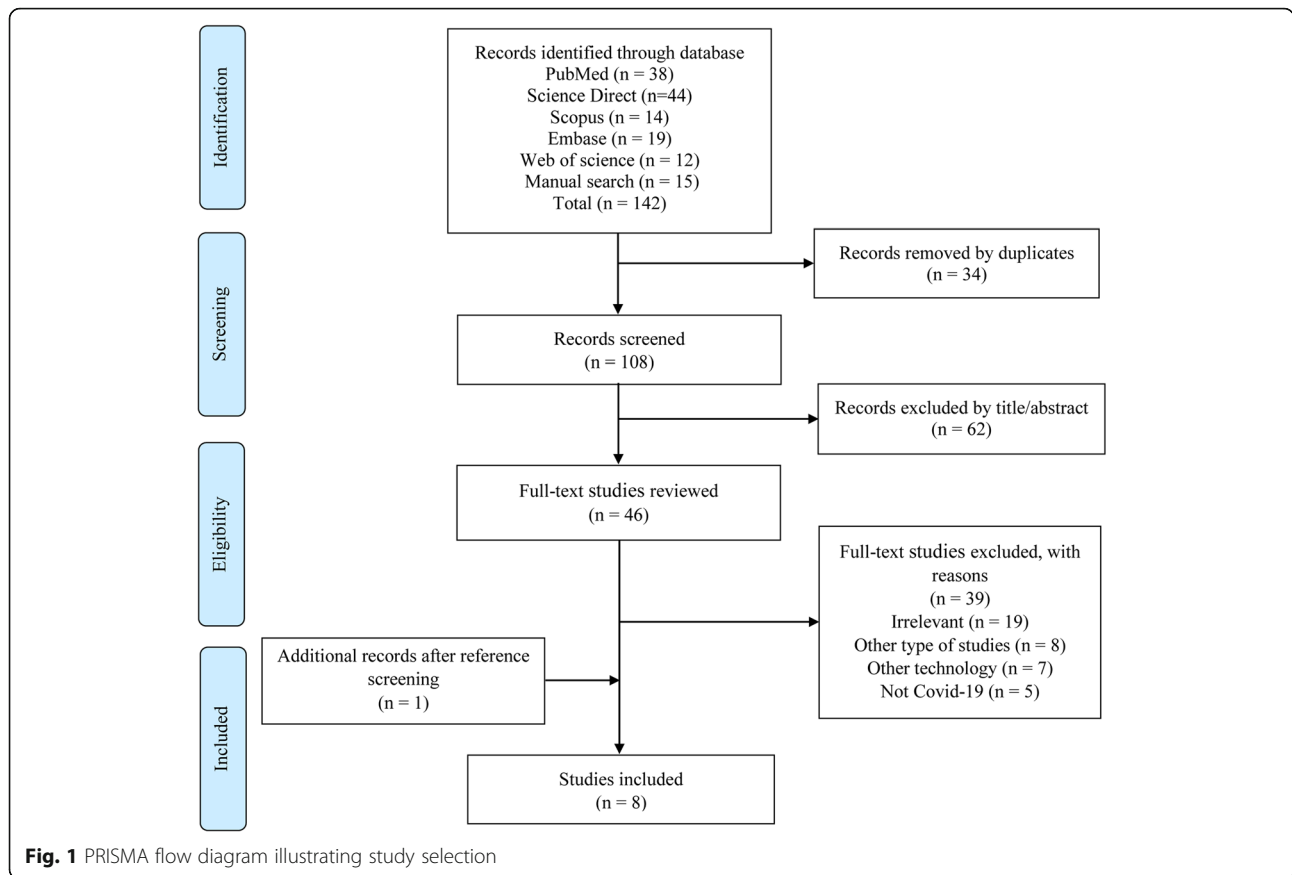 Identification
Records identified through database
PubMed (n = 38)
Science Direct (n=44)
Scopus (n = 14)
Embase (n = 19)
Web of science (n = 12)
Manual search (n = 15)
Total (n = 142)
Records removed by duplicates
(n = 34)
Screening
Records screened
(n = 108)
Records excluded by title/abstract
(n = 62)
Eligibility
Full-text studies reviewed
(n = 46)
Full-text studies excluded, with
reasons
(n = 39)
Irrelevant (n = 19)
Other type of studies (n = 8)
Other technology (n = 7)
Not Covid-19 (n = 5)
Included
Additional records after reference
screening
(n = 1)
Studies included
(n = 8)
Fig. 1 PRISMA flow diagram illustrating study selection